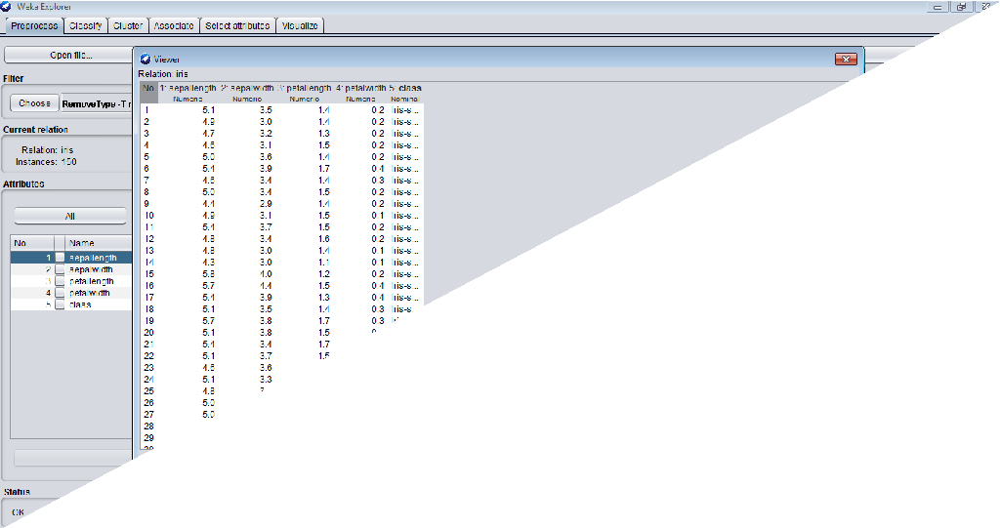 Weka Explorer
Preprocess Classify Cluster Associate Select attributes Visualize
Open file...
Filter
Choose RemoveType -T
Current relation
Relation: iris
Instances: 150
Attributes
All
No. Name
1 sepallength
2 sepalwidth
3 petallength
4 petalwidth
5 class
Status
OK
Viewer
Relation: iris
No. 1: sepallength 2: sepalwidth 3: petallength 4: petalwidth 5: class
Numeric Numeric Numeric Numeric Nominal
1 5.1 3.5 1.4 0.2 Iris-s...
2 4.9 3.0 1.4 0.2 Iris-s...
3 4.7 3.2 1.3 0.2 Iris-s...
4 4.6 3.1 1.5 0.2 Iris-s...
5 5.0 3.6 1.4 0.2 Iris-s...
6 5.4 3.9 1.7 0.4 Iris-s...
7 4.6 3.4 1.4 0.3 Iris-s...
8 5.0 3.4 1.5 0.2 Iris-s...
9 4.4 2.9 1.4 0.2 Iris-s...
10 4.9 3.1 1.5 0.1 Iris-s...
11 5.4 3.7 1.5 0.2 Iris-s...
12 4.8 3.4 1.6 0.2 Iris-s...
13 4.8 3.0 1.4 0.1 Iris-s...
14 4.3 3.0 1.1 0.1 Iris-s...
15 5.8 4.0 1.2 0.2 Iris-s...
16 5.7 4.4 1.5 0.4 Iris-s...
17 5.4 3.9 1.3 0.4 Iris-s...
18 5.1 3.5 1.4 0.3 Iris-s.
19 5.7 3.8 1.7 0.3
20 5.1 3.8 1.5
21 5.4 3.4 1.7
22 5.1 3.7 1.5
23 4.6 3.6
24 5.1 3.3
25 4.8
26 5.0
27 5.0
28
29